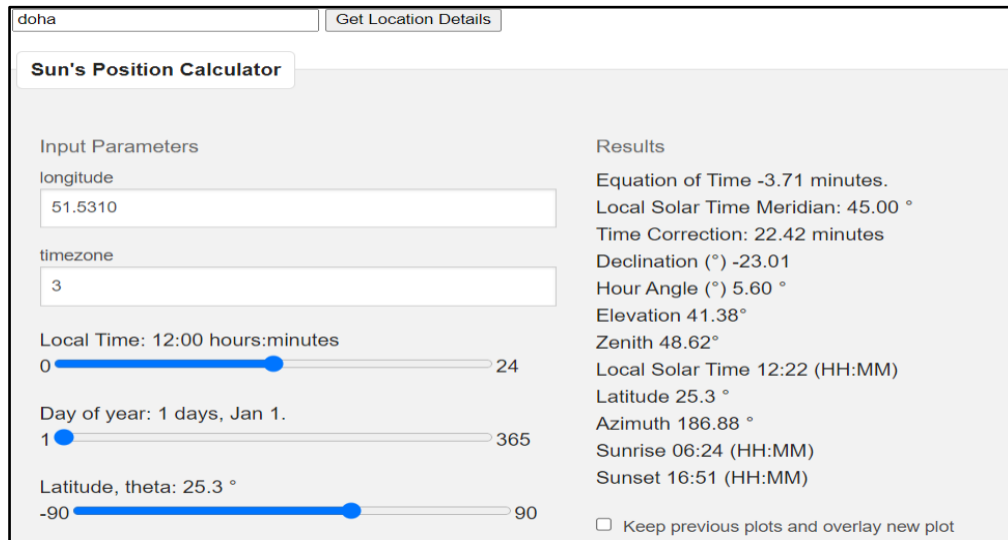 doha Get Location Details
Sun's Position Calculator
Input Parameters
longitude
51.5310
timezone
3
Local Time: 12:00 hours:minutes
0 24
Day of year: 1 days, Jan 1.
1 365
Latitude, theta: 25.3 °
-90 90
Results
Equation of Time -3.71 minutes.
Local Solar Time Meridian: 45.00 °
Time Correction: 22.42 minutes
Declination (°) -23.01
Hour Angle (°) 5.60 °
Elevation 41.38°
Zenith 48.62°
Local Solar Time 12:22 (HH:MM)
Latitude 25.3 °
Azimuth 186.88 °
Sunrise 06:24 (HH:MM)
Sunset 16:51 (HH:MM)
Keep previous plots and overlay new plot